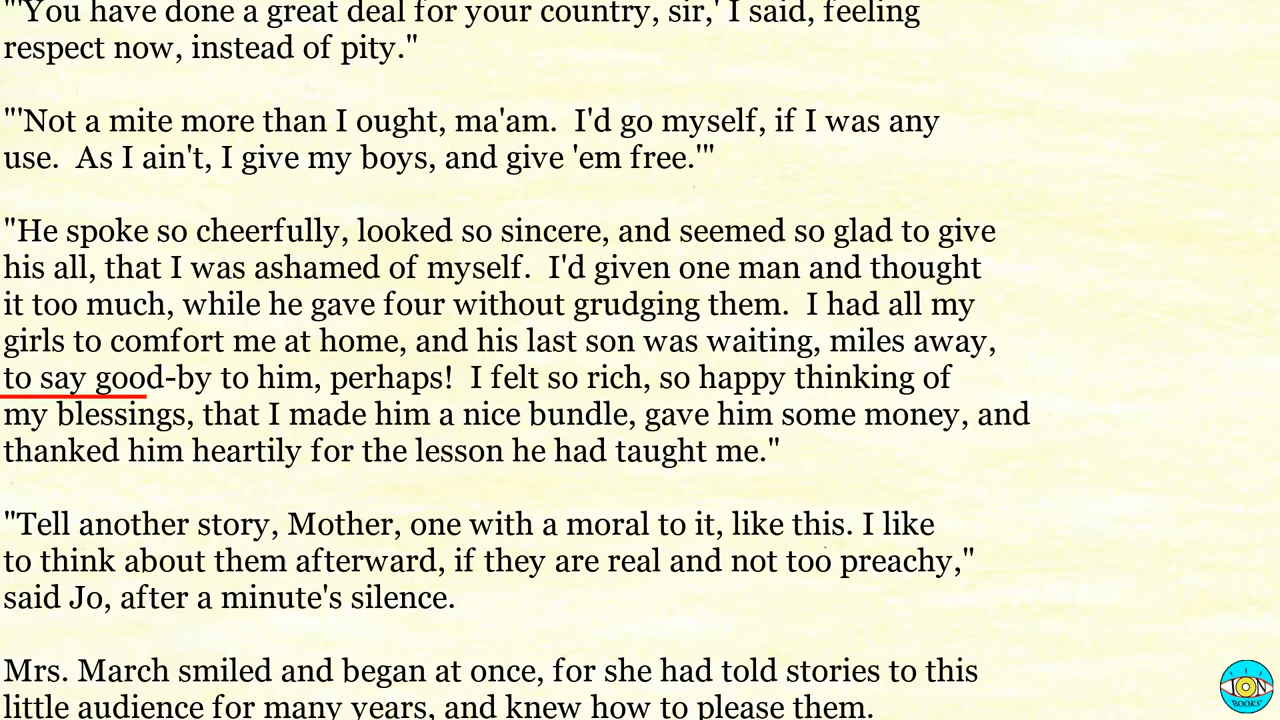 "'You have done a great deal for your country, sir,' I said, feeling
respect now, instead of pity."
"'Not a mite more than I ought, ma'am.  I'd go myself, if I was any
use.  As I ain't, I give my boys, and give 'em free.'"
"He spoke so cheerfully, looked so sincere, and seemed so glad to give
his all, that I was ashamed of myself.  I'd given one man and thought
it too much, while he gave four without grudging them.  I had all my
girls to comfort me at home, and his last son was waiting, miles away,
to say good-by to him, perhaps!  I felt so rich, so happy thinking of
my blessings, that I made him a nice bundle, gave him some money, and
thanked him heartily for the lesson he had taught me."
"Tell another story, Mother, one with a moral to it, like this. I like
to think about them afterward, if they are real and not too preachy,"
said Jo, after a minute's silence.
Mrs. March smiled and began at once, for she had told stories to this
little audience for many years, and knew how to please them.
ION
BOOKS